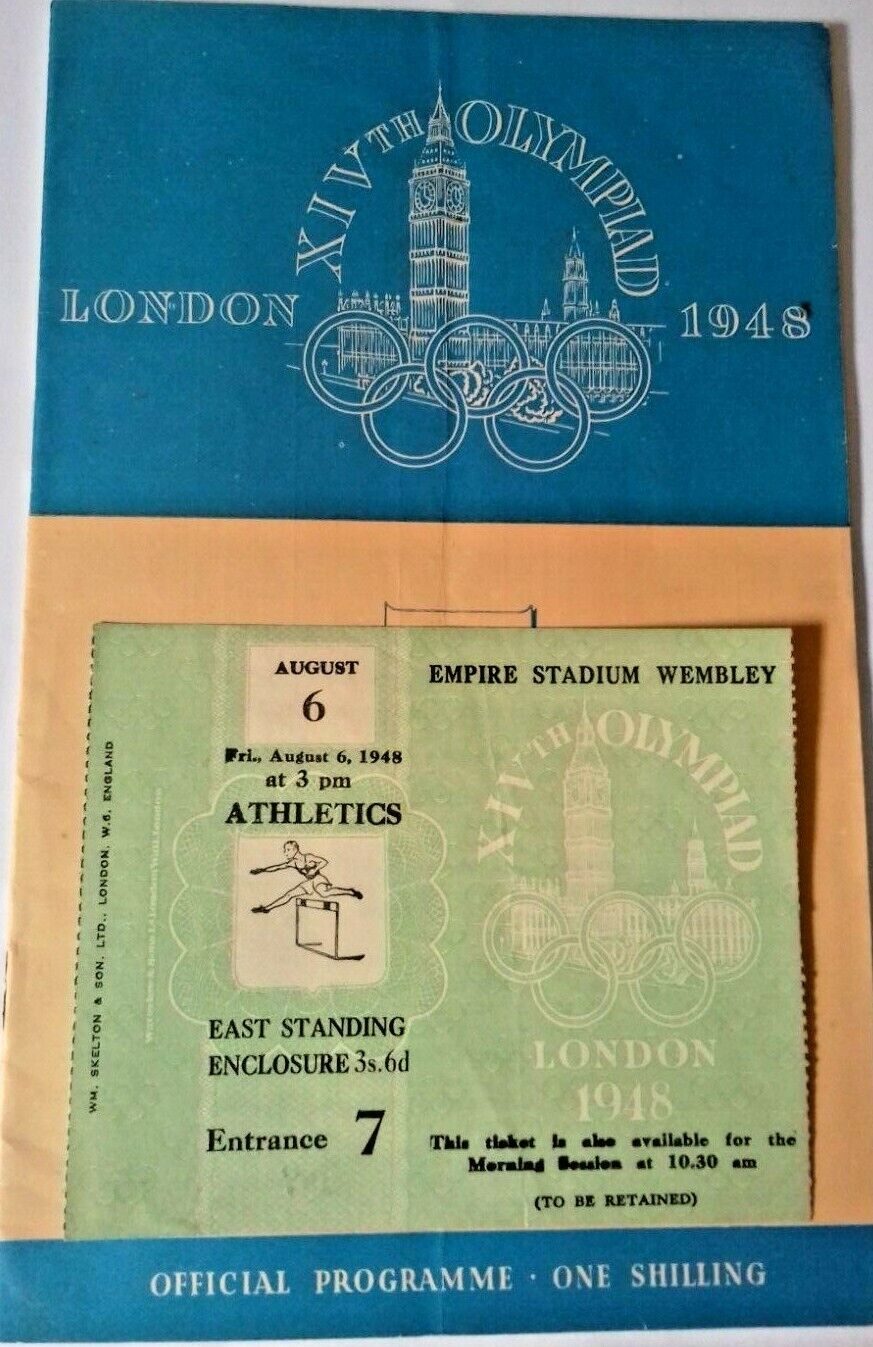 XIVTH OLYMPIAD
LONDON 1948
AUGUST
6
Fri., August 6, 1948
at 3 pm
ATHLETICS
EAST STANDING
ENCLOSURE 3s.6d
Entrance 7
EMPIRE STADIUM WEMBLEY
XIVTH OLYMPIAD
LONDON
1948
This ticket is also available for the
Morning Session at 10.30 am
(TO BE RETAINED)
WM. SKELTON & SON. LTD., LONDON. W.6. ENGLAND
OFFICIAL PROGRAMME · ONE SHILLING